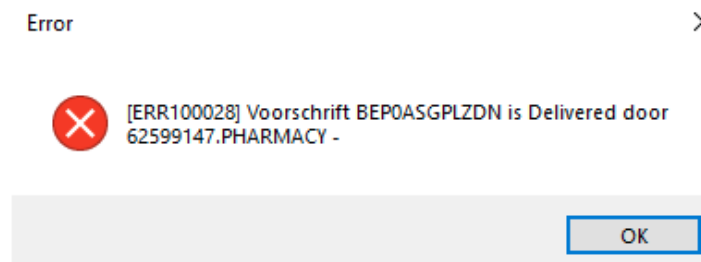 Error
[ERR100028] Voorschrift BEP0ASGPLZDN is Delivered door
62599147.PHARMACY -
OK